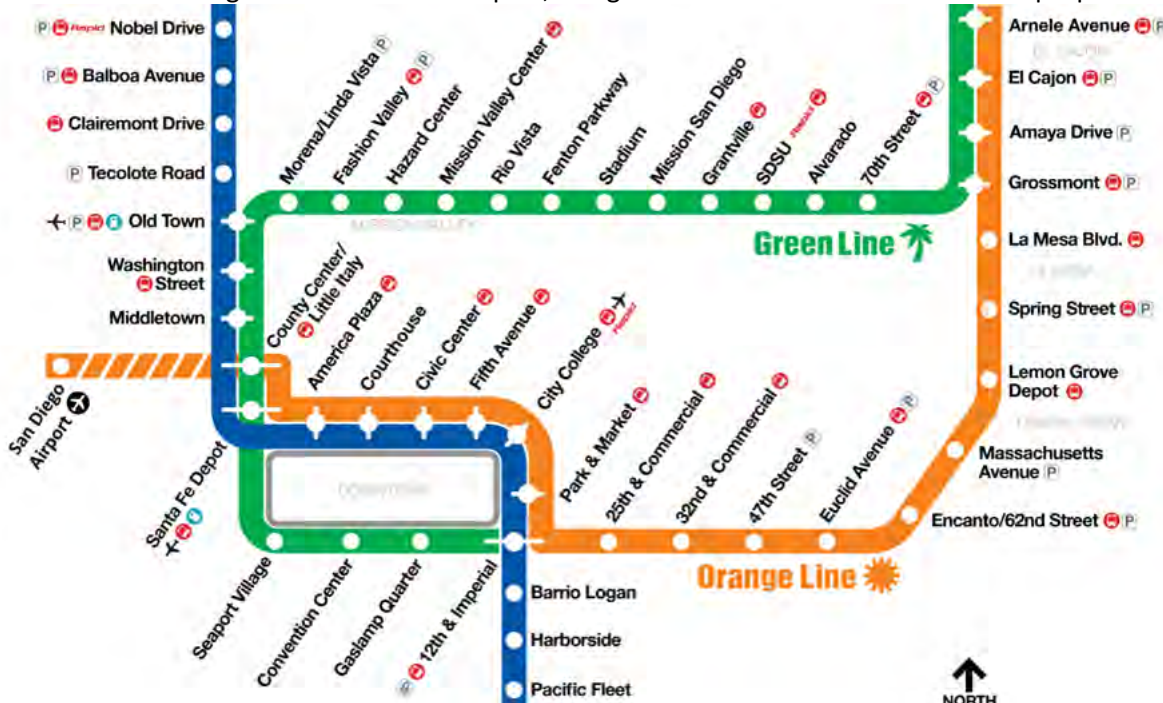 Nobel Drive
Balboa Avenue
Clairemont Drive
Tecolote Road
Old Town
Washington
Street
Middletown
San Diego
Airport
Santa Fe Depot
Morena/Linda Vista
Fashion Valley
Hazard Center
Mission Valley Center
Rio Vista
Fenton Parkway
Stadium
Mission San Diego
Grantville
SDSU
Alvarado
70th Street
Green Line
County Center/
Little Italy
America Plaza
Courthouse
Civic Center
Fifth Avenue
City College
Park & Market
25th & Commercial
32nd & Commercial
47th Street
Euclid Avenue
Orange Line
Seaport Village
Convention Center
Gaslamp Quarter
12th & Imperial
Barrio Logan
Harborside
Pacific Fleet
Arnele Avenue
El Cajon
Amaya Drive
Grossmont
La Mesa Blvd.
Spring Street
Lemon Grove
Depot
Massachusetts
Avenue
Encanto/62nd Street
NORTH